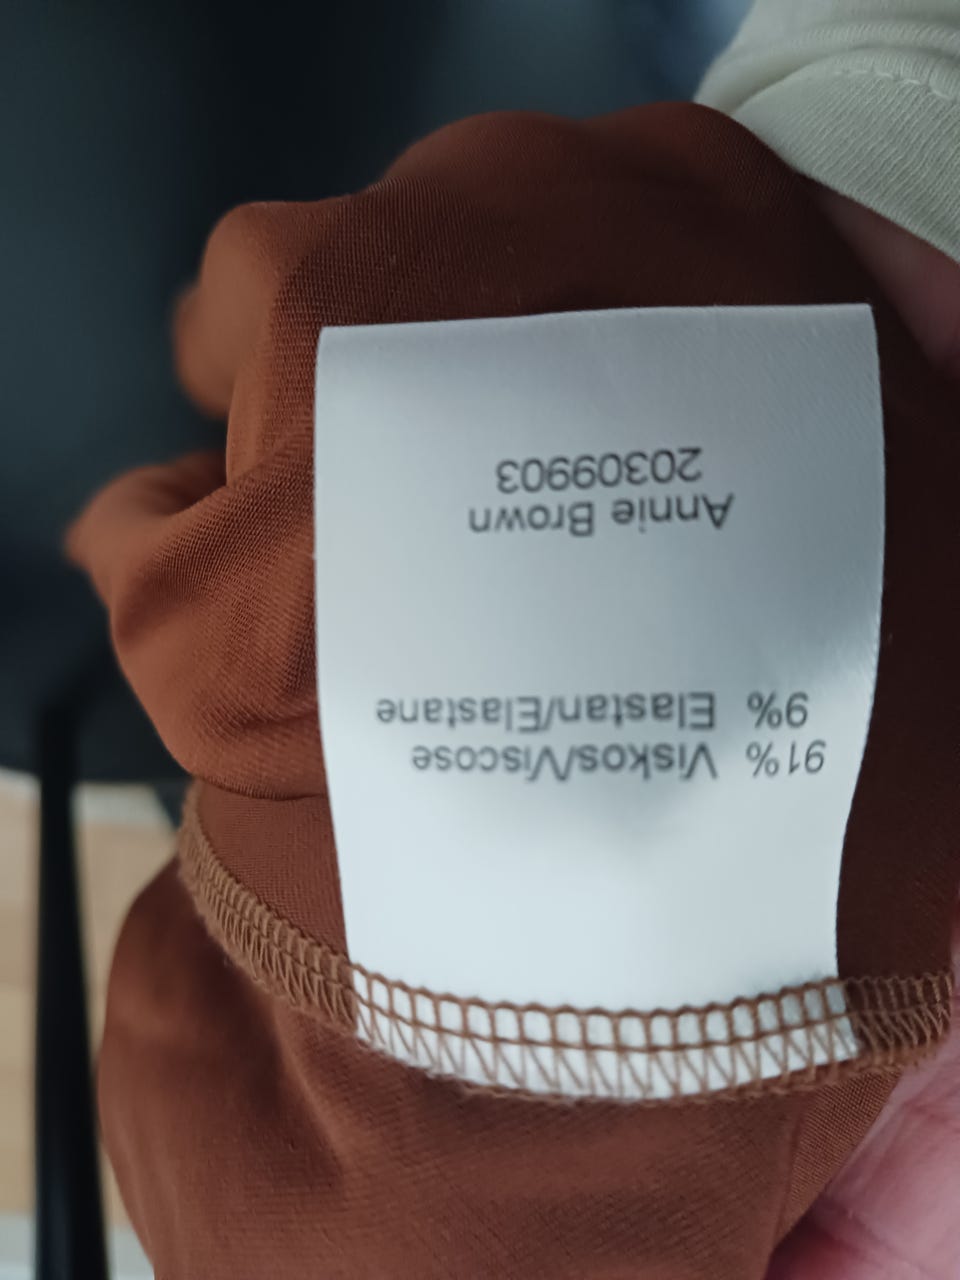 91% Viskos/Viscose
9% Elastan/Elastane
Annie Brown
20309903